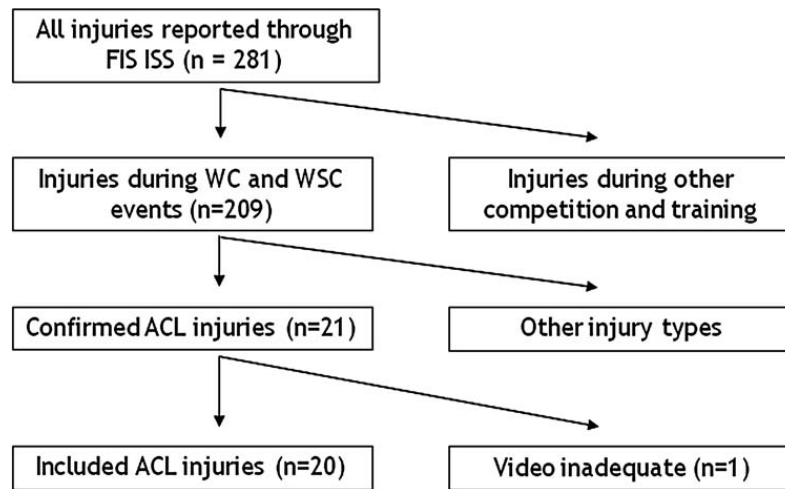 All injuries reported through
FIS ISS (n = 281)
Injuries during WC and WSC
events (n=209)
Injuries during other
competition and training
Confirmed ACL injuries (n=21)
Other injury types
Included ACL injuries (n=20)
Video inadequate (n=1)